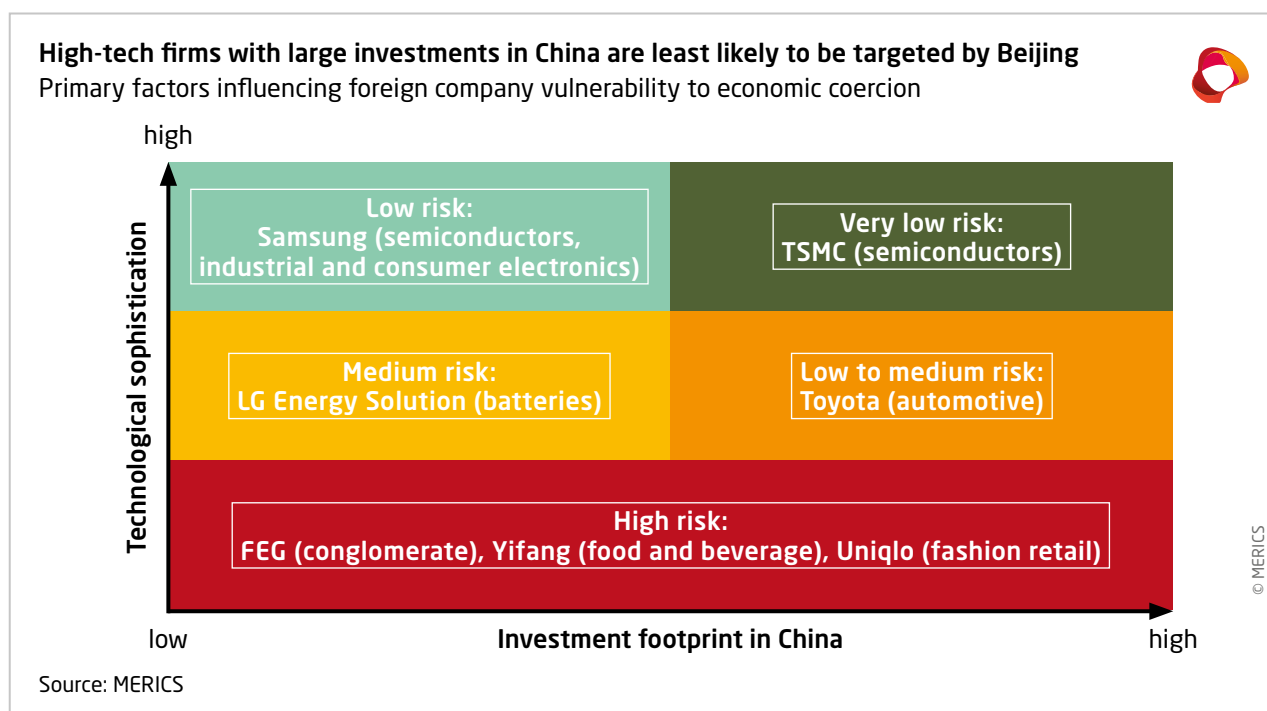 High-tech firms with large investments in China are least likely to be targeted by Beijing
Primary factors influencing foreign company vulnerability to economic coercion
high
Technological sophistication
Low risk:
Samsung (semiconductors,
industrial and consumer electronics)
Very low risk:
TSMC (semiconductors)
Medium risk:
LG Energy Solution (batteries)
Low to medium risk:
Toyota (automotive)
High risk:
FEG (conglomerate), Yifang (food and beverage), Uniqlo (fashion retail)
low
Investment footprint in China
high
Source: MERICS
© MERICS